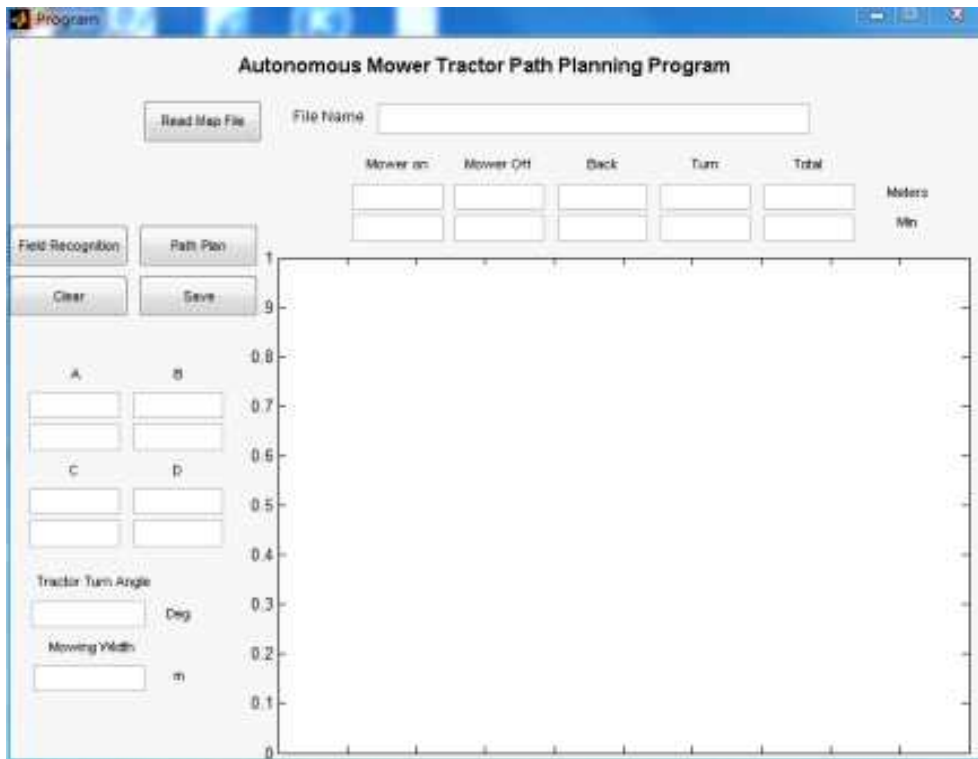 Program
Autonomous Mower Tractor Path Planning Program
Read Map File
File Name
Mower on Mower Off Back Turn Total
Meters
Min
Field Recognition Path Plan
Clear Save
A B
C D
Tractor Turn Angle
Deg
Mowing Width
m
1
9
0.8
0.7
0.6
0.5
0.4
0.3
0.2
0.1
0